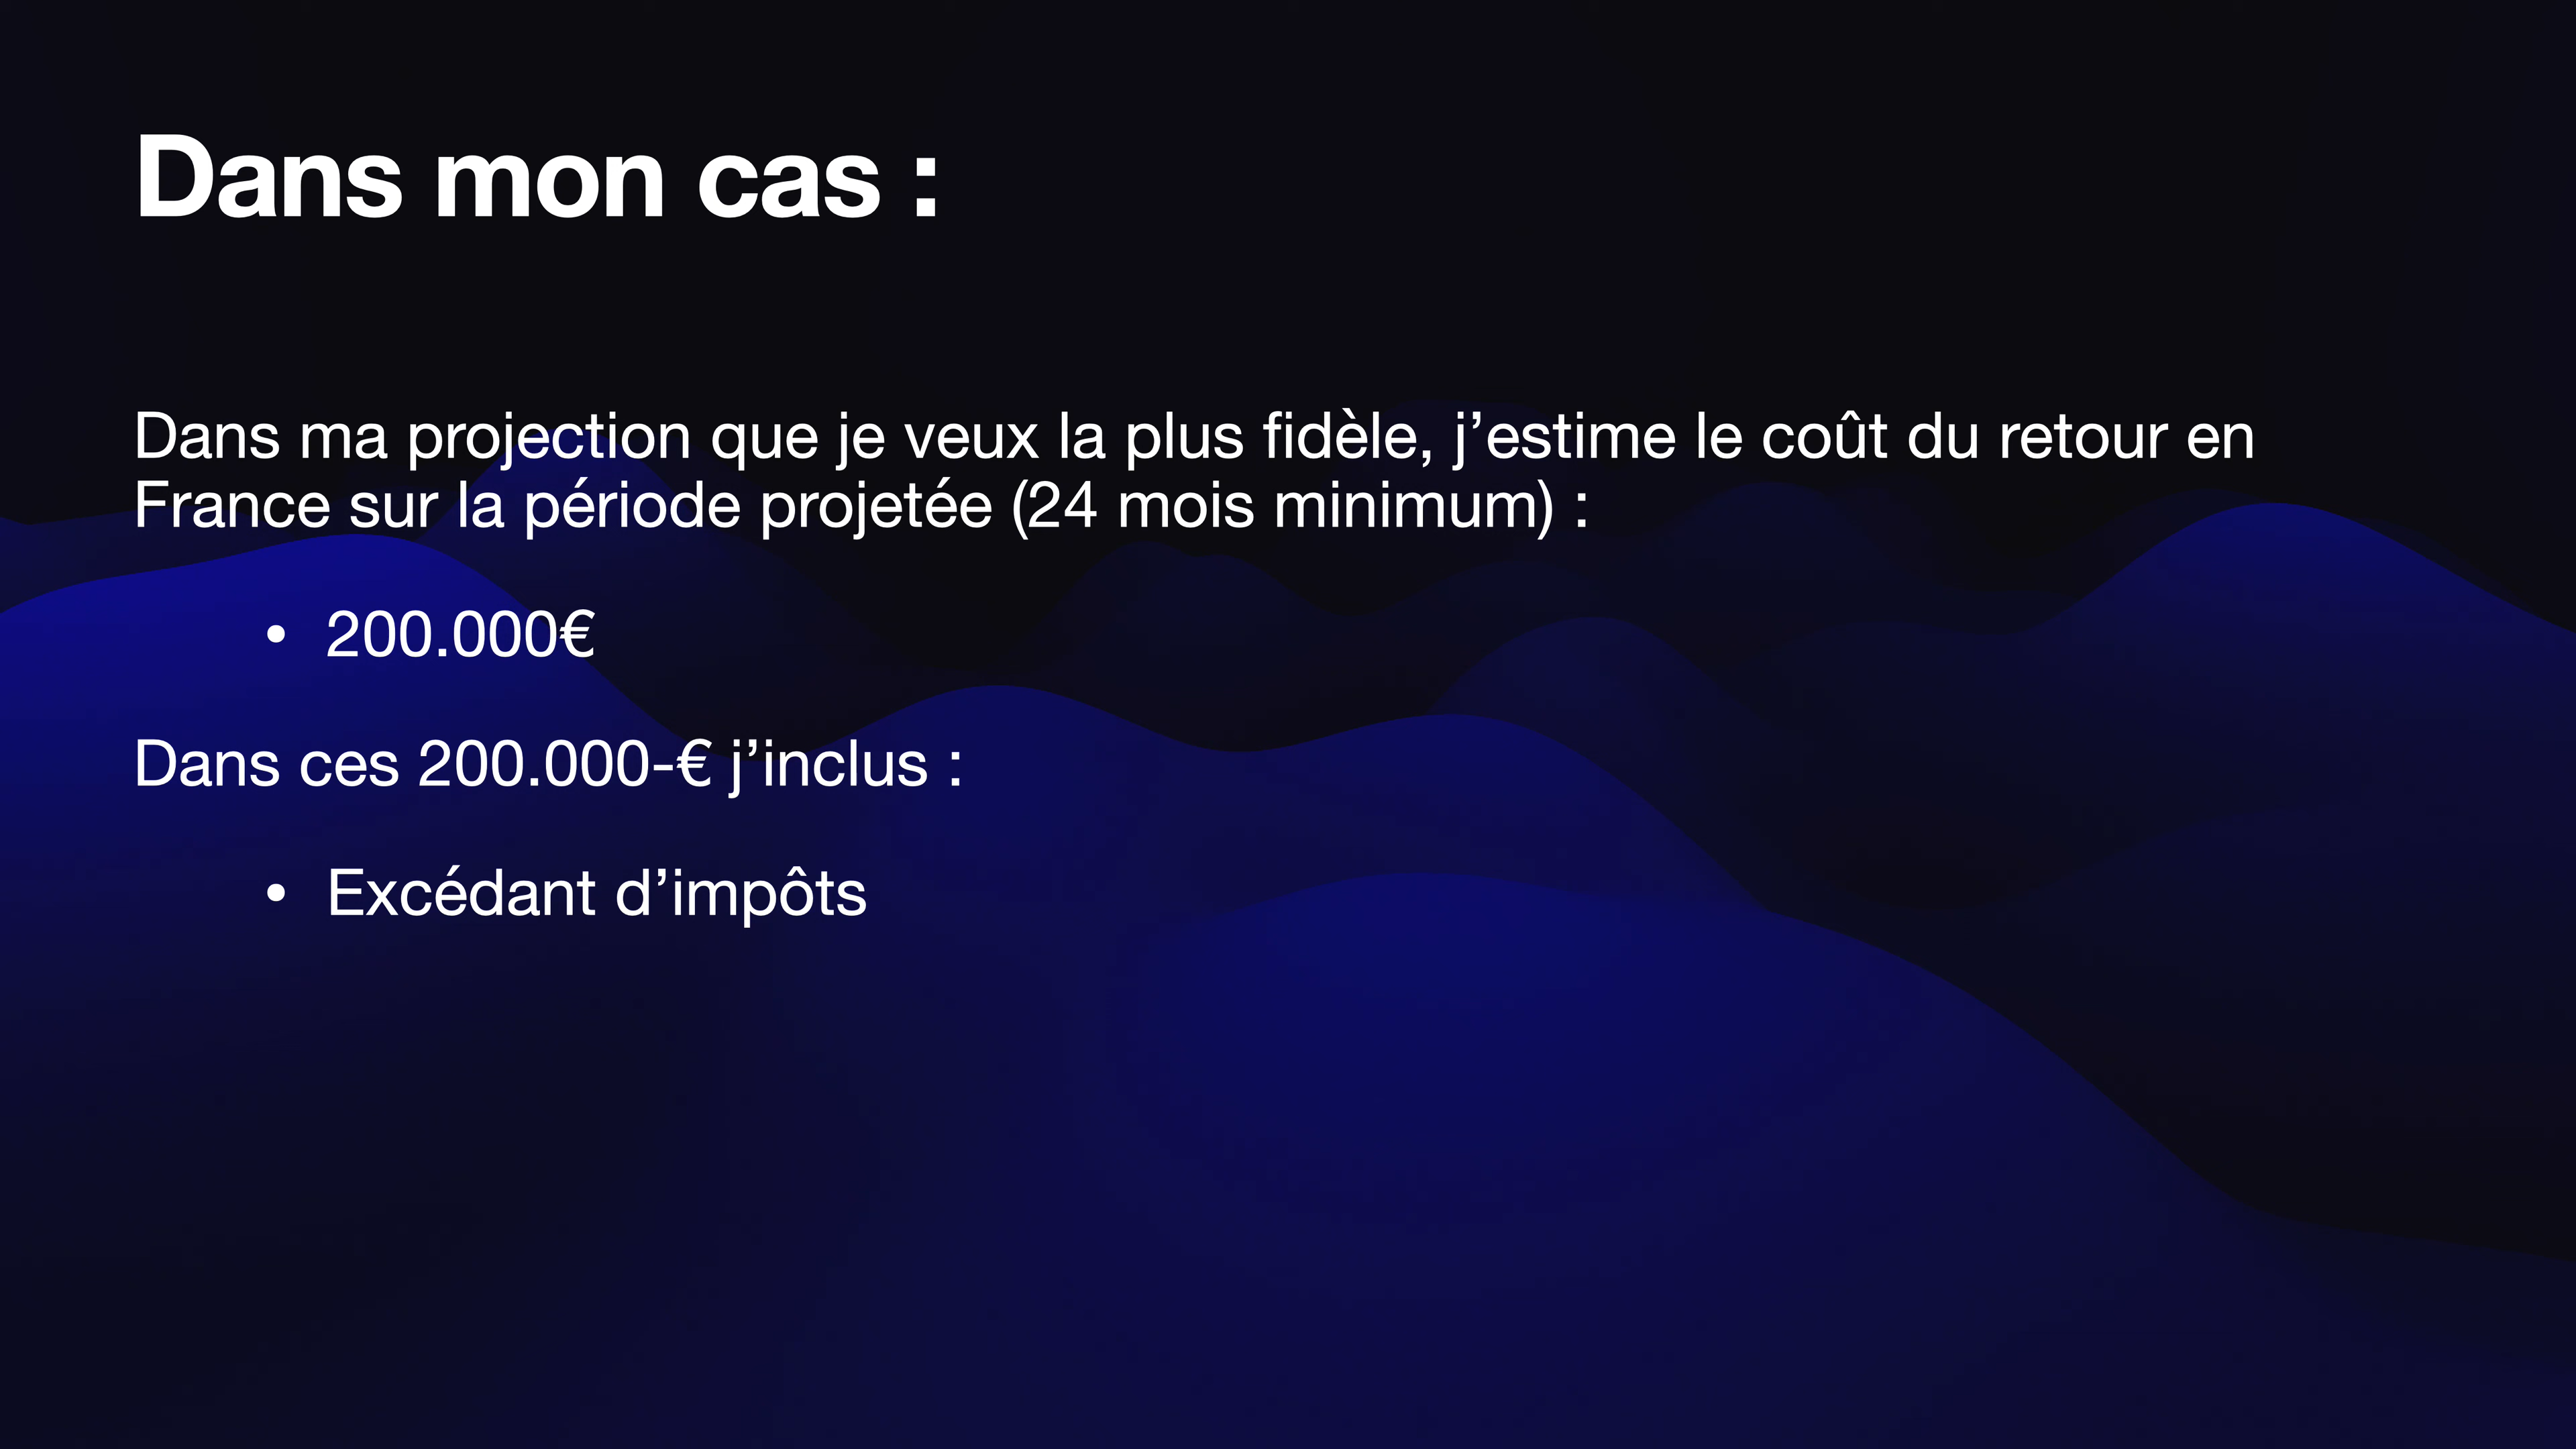 Dans mon cas :
Dans ma projection que je veux la plus fidèle, j’estime le coût du retour en
France sur la période projetée (24 mois minimum) :
• 200.000€
Dans ces 200.000-€ j’inclus :
• Excédant d’impôts